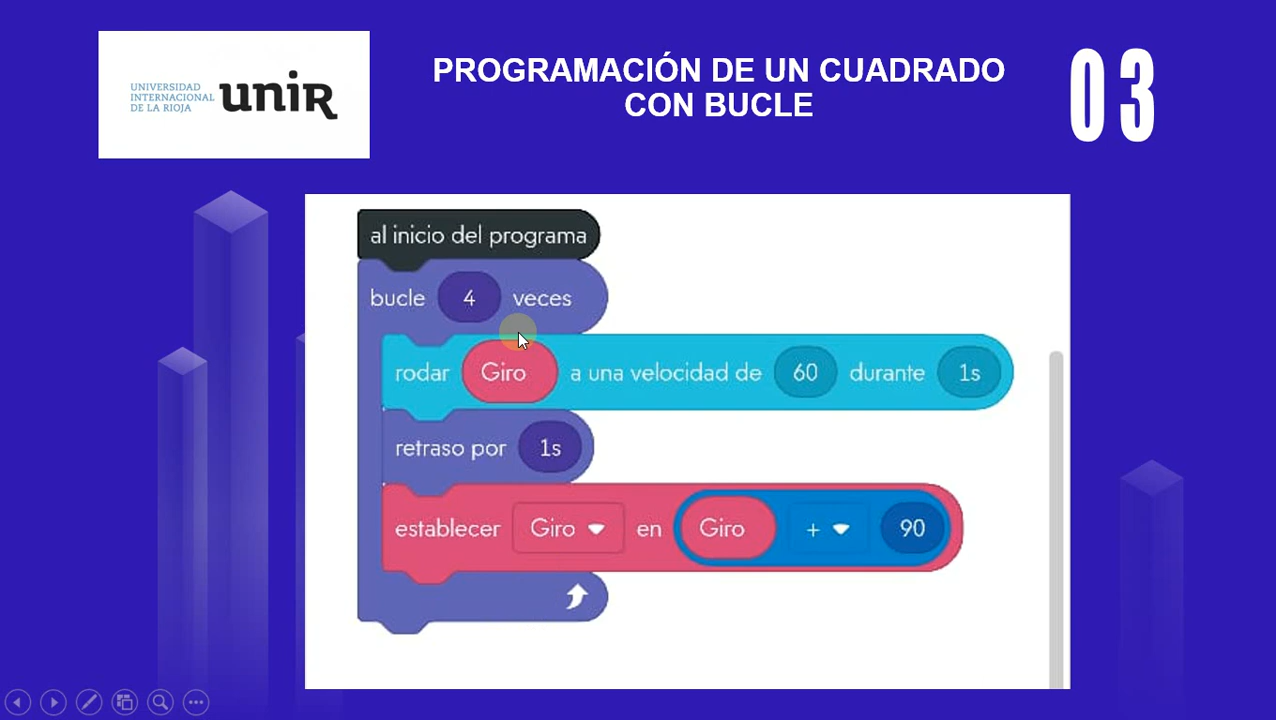 UNIVERSIDAD
INTERNACIONAL
DE LA RIOJA
unir
PROGRAMACIÓN DE UN CUADRADO
CON BUCLE
03
al inicio del programa
bucle 4 veces
rodar Giro a una velocidad de 60 durante 1s
retraso por 1s
establecer Giro en Giro + 90